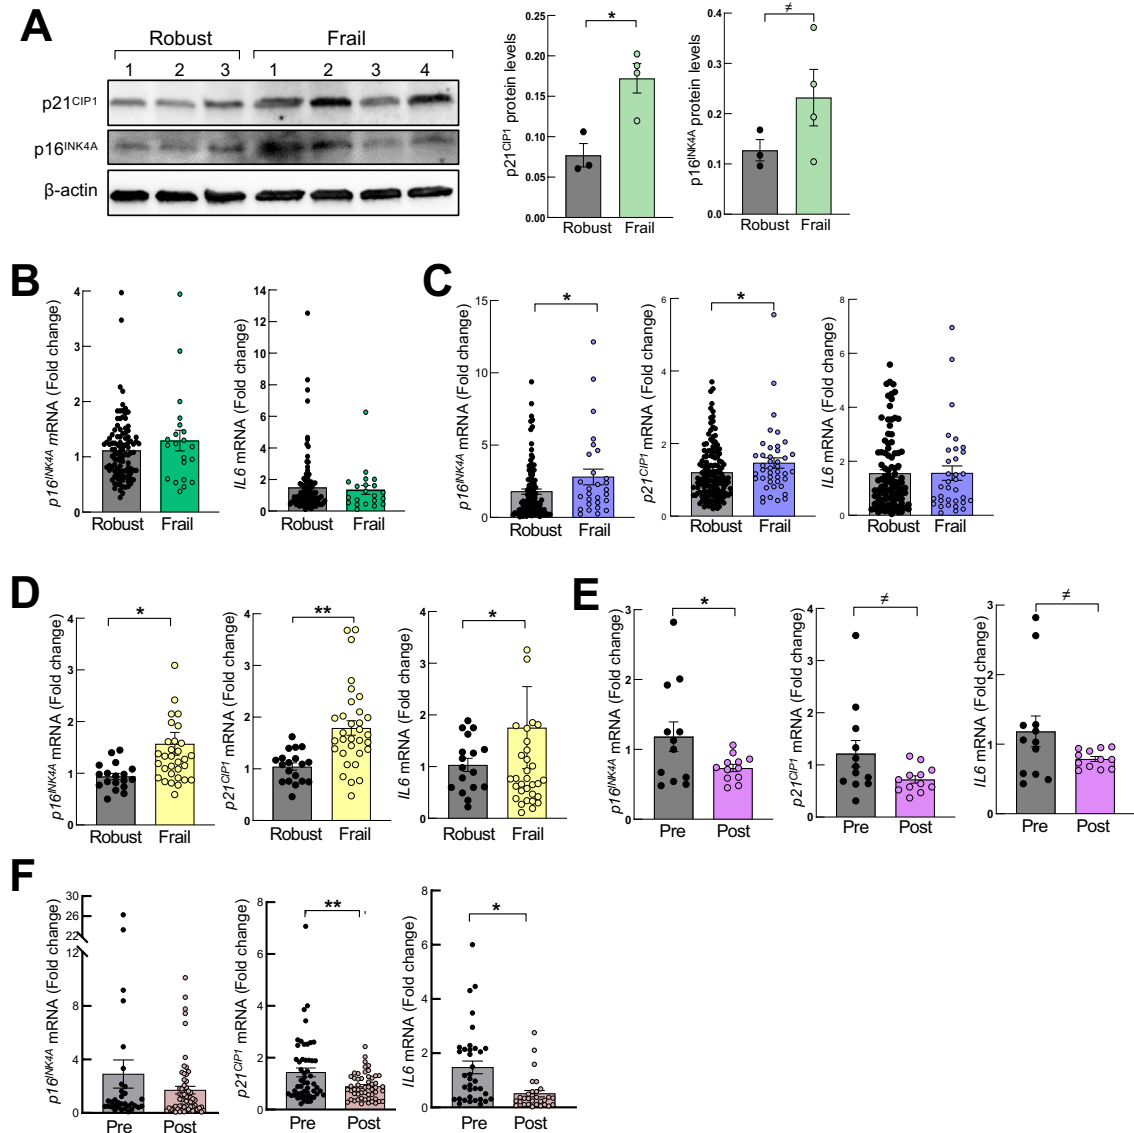 A
Robust Frail
1 2 3 1 2 3 4
p21CIP1
p16INK4A
β-actin
p21CIP1 protein levels
0.25
0.20
0.15
0.10
0.05
0.00
*
Robust Frail
p16INK4A protein levels
0.4
0.3
0.2
0.1
0.0
≠
Robust Frail
B
p16INK4A mRNA (Fold change)
4
3
2
1
0
Robust Frail
IL6 mRNA (Fold change)
14
12
10
8
6
4
2
0
Robust Frail
C
p16INK4A mRNA (Fold change)
15
10
5
0
*
Robust Frail
p21CIP1 mRNA (Fold change)
6
4
2
0
*
Robust Frail
IL6 mRNA (Fold change)
8
6
4
2
0
Robust Frail
D
p16INK4A mRNA (Fold change)
4
3
2
1
0
*
Robust Frail
p21CIP1 mRNA (Fold change)
4
3
2
1
0
**
Robust Frail
IL6 mRNA (Fold change)
4
3
2
1
0
*
Robust Frail
E
p16INK4A mRNA (Fold change)
3
2
1
0
*
Pre Post
p21CIP1 mRNA (Fold change)
4
3
2
1
0
≠
Pre Post
IL6 mRNA (Fold change)
3
2
1
0
≠
Pre Post
F
p16INK4A mRNA (Fold change)
30
26
22
12
8
4
0
Pre Post
p21CIP1 mRNA (Fold change)
8
6
4
2
0
**
Pre Post
IL6 mRNA (Fold change)
8
6
4
2
0
*
Pre Post